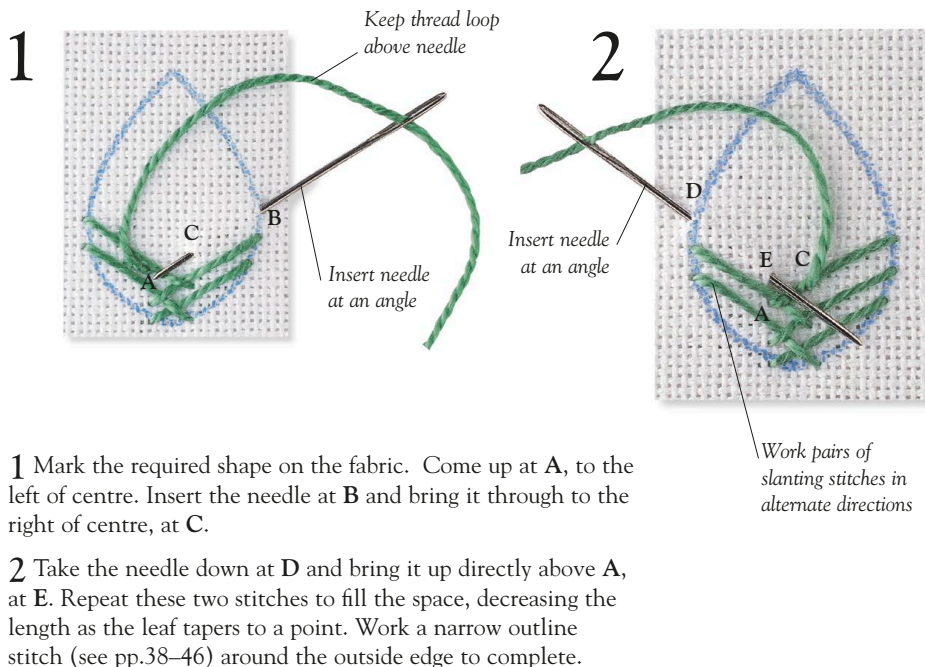 1
Keep thread loop
above needle
B
C
A
Insert needle
at an angle
2
D
Insert needle
at an angle
E
C
A
Work pairs of
slanting stitches in
alternate directions
1 Mark the required shape on the fabric. Come up at A, to the
left of centre. Insert the needle at B and bring it through to the
right of centre, at C.
2 Take the needle down at D and bring it up directly above A,
at E. Repeat these two stitches to fill the space, decreasing the
length as the leaf tapers to a point. Work a narrow outline
stitch (see pp.38–46) around the outside edge to complete.